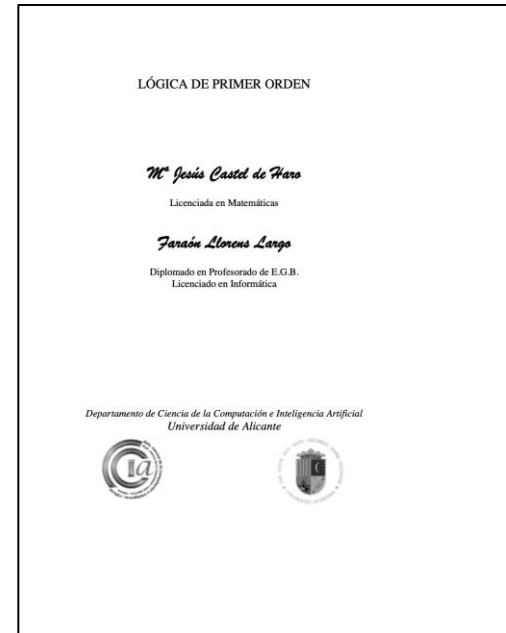 LÓGICA DE PRIMER ORDEN
Mª Jesús Castel de Haro
Licenciada en Matemáticas
Faraón Llorens Largo
Diplomado en Profesorado de E.G.B.
Licenciado en Informática
Departamento de Ciencia de la Computación e Inteligencia Artificial
Universidad de Alicante